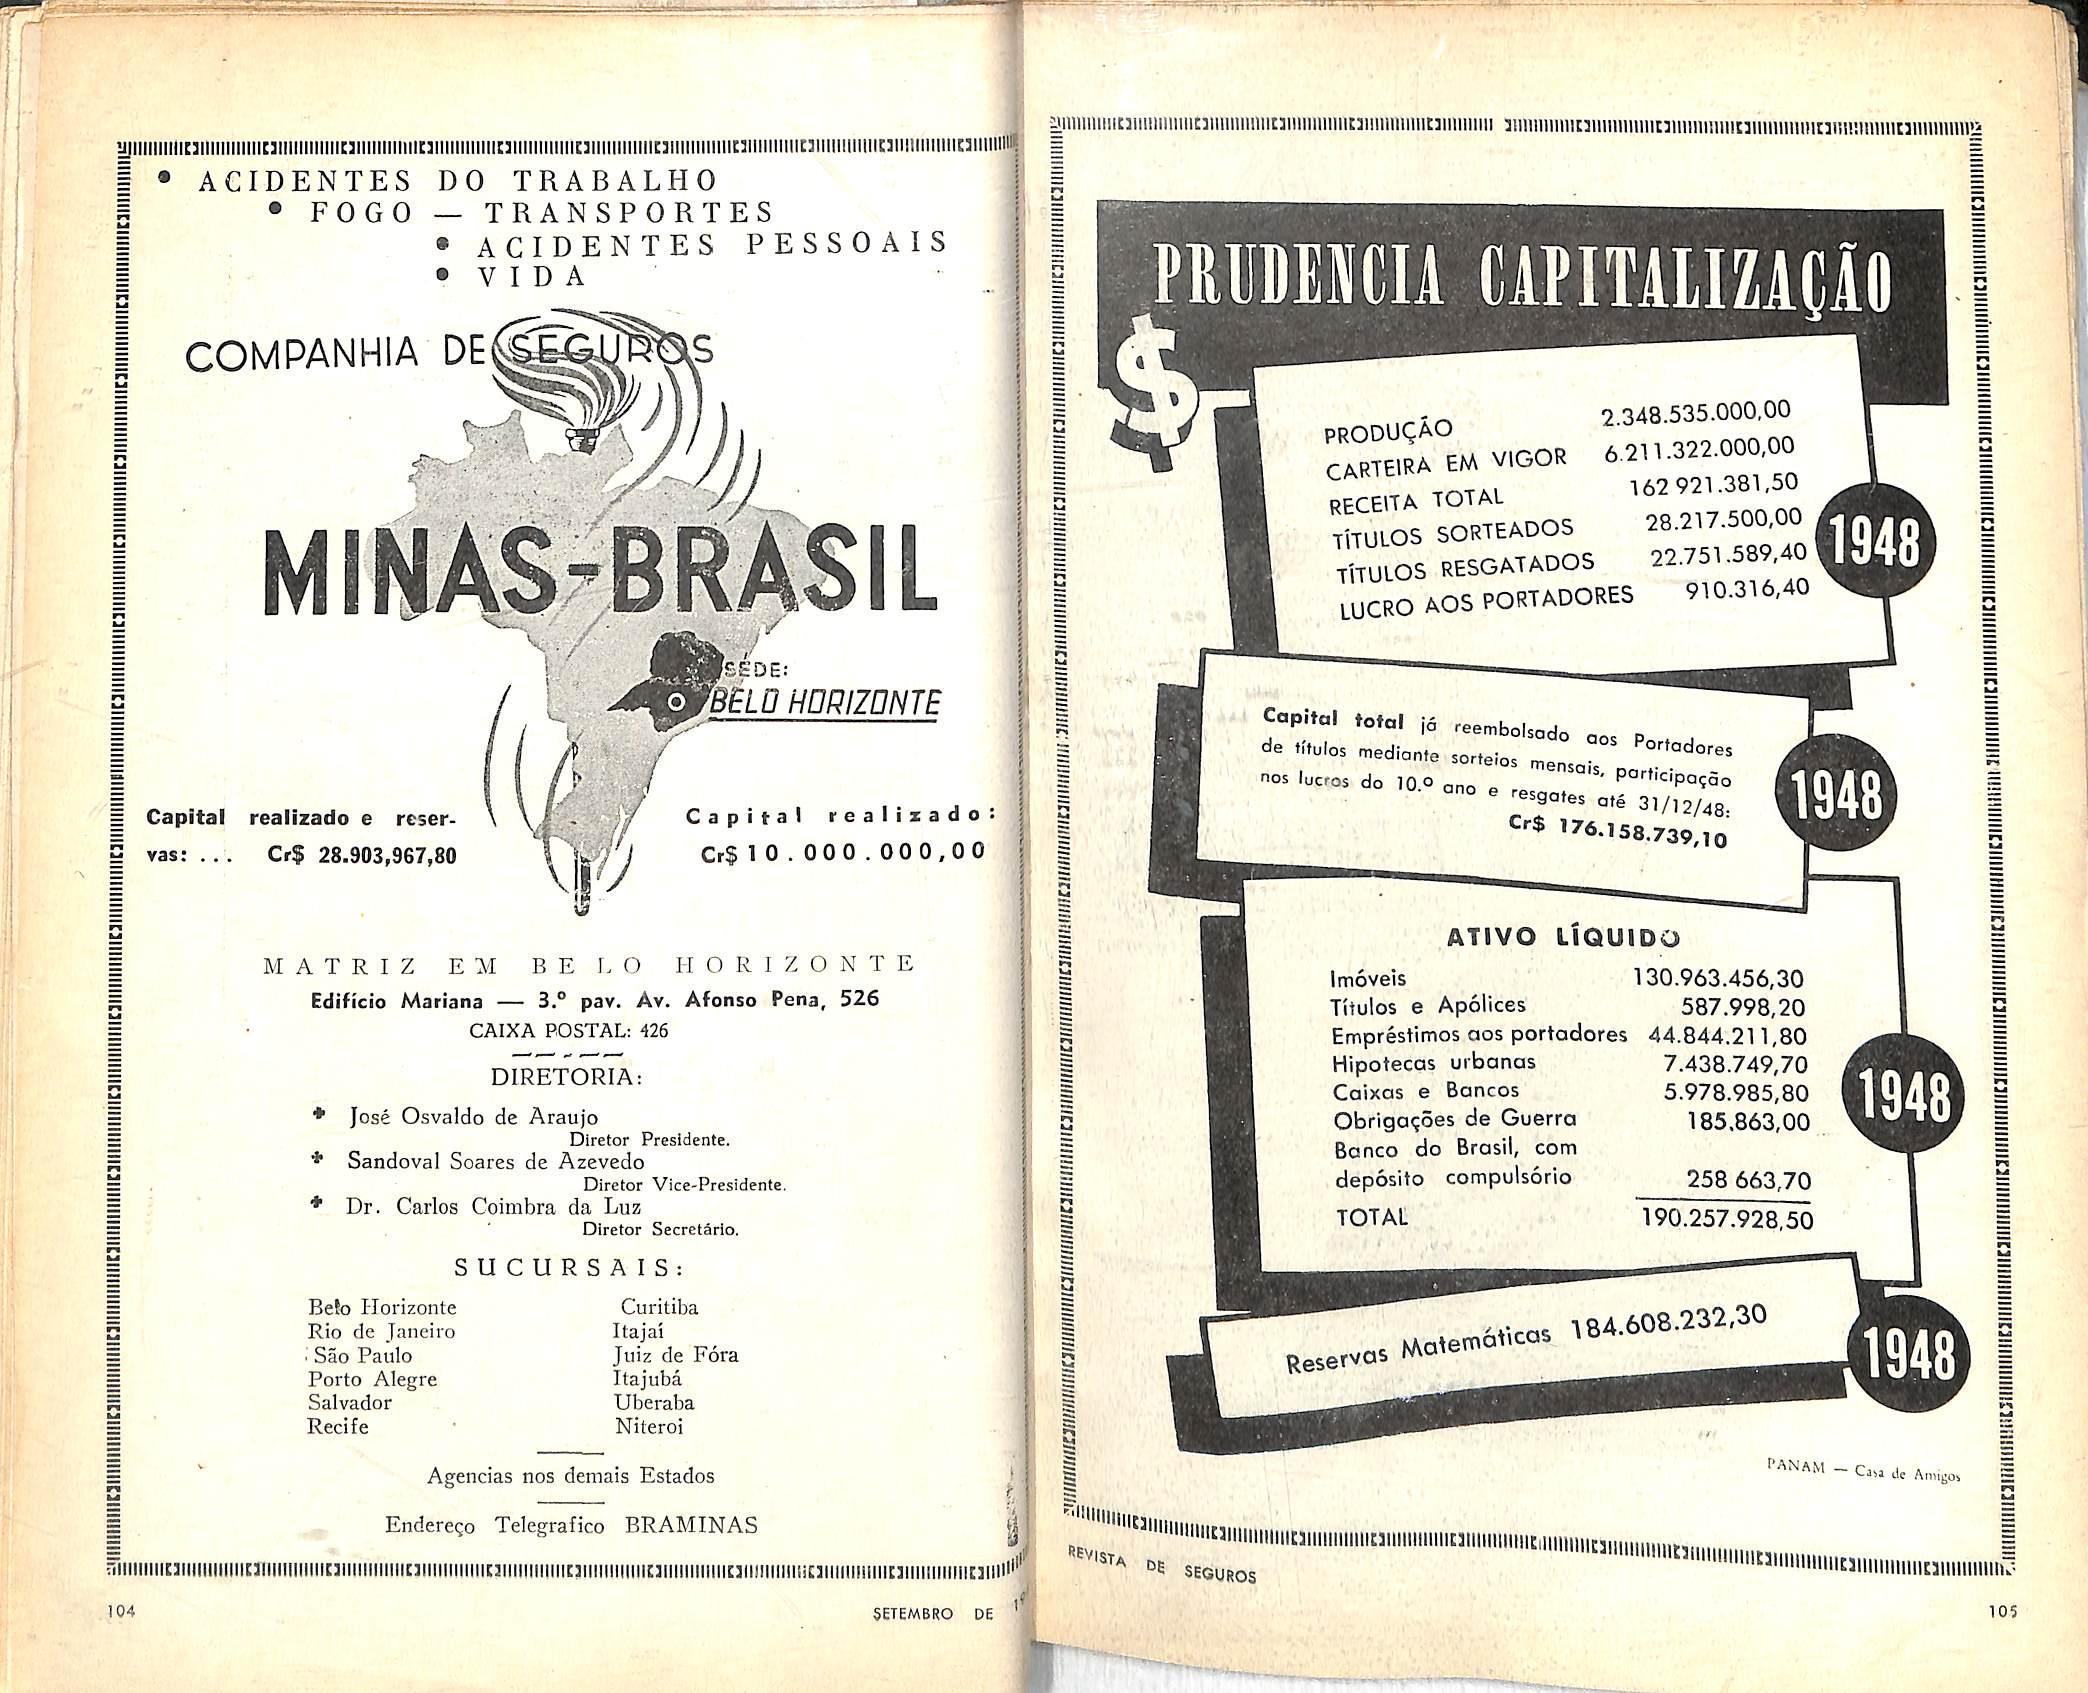 • ACIDENTES DO TRABALHO
• FOGO — TRANSPORTES
• ACIDENTES PESSOAIS
• VIDA
COMPANHIA DE SEGUROS
MINAS-BRASIL
SÉDE:
BELO HORIZONTE
Capital realizado e reser-
vas: ... Cr$ 28.903,967,80
Capital realizado:
Cr$ 10.000.000,00
MATRIZ EM BELO HORIZONTE
Edifício Mariana — 3.º pav. Av. Afonso Pena, 526
CAIXA POSTAL: 426
DIRETORIA:
José Osvaldo de Araujo
Diretor Presidente.
Sandoval Soares de Azevedo
Diretor Vice-Presidente.
Dr. Carlos Coimbra da Luz
Diretor Secretário.
SUCURSAIS:
Belo Horizonte Curitiba
Rio de Janeiro Itajaí
São Paulo Juiz de Fóra
Porto Alegre Itajubá
Salvador Uberaba
Recife Niteroi
Agencias nos demais Estados
Endereço Telegrafico BRAMINAS
104 SETEMBRO DE
PRUDENCIA CAPITALIZAÇÃO
$
PRODUÇÃO 2.348.535.000,00
CARTEIRA EM VIGOR 6.211.322.000,00
RECEITA TOTAL 162 921.381,50
TÍTULOS SORTEADOS 28.217.500,00
TÍTULOS RESGATADOS 22.751.589,40
LUCRO AOS PORTADORES 910.316,40
1948
Capital total já reembolsado aos Portadores
de títulos mediante sorteios mensais, participação
nos lucros do 10.º ano e resgates até 31/12/48:
Cr$ 176.158.739,10
1948
ATIVO LÍQUIDO
Imóveis 130.963.456,30
Títulos e Apólices 587.998,20
Empréstimos aos portadores 44.844.211,80
Hipotecas urbanas 7.438.749,70
Caixas e Bancos 5.978.985,80
Obrigações de Guerra 185.863,00
Banco do Brasil, com
depósito compulsório 258 663,70
TOTAL 190.257.928,50
1948
Reservas Matemáticas 184.608.232,30
1948
PANAM — Casa de Amigos
REVISTA DE SEGUROS
105